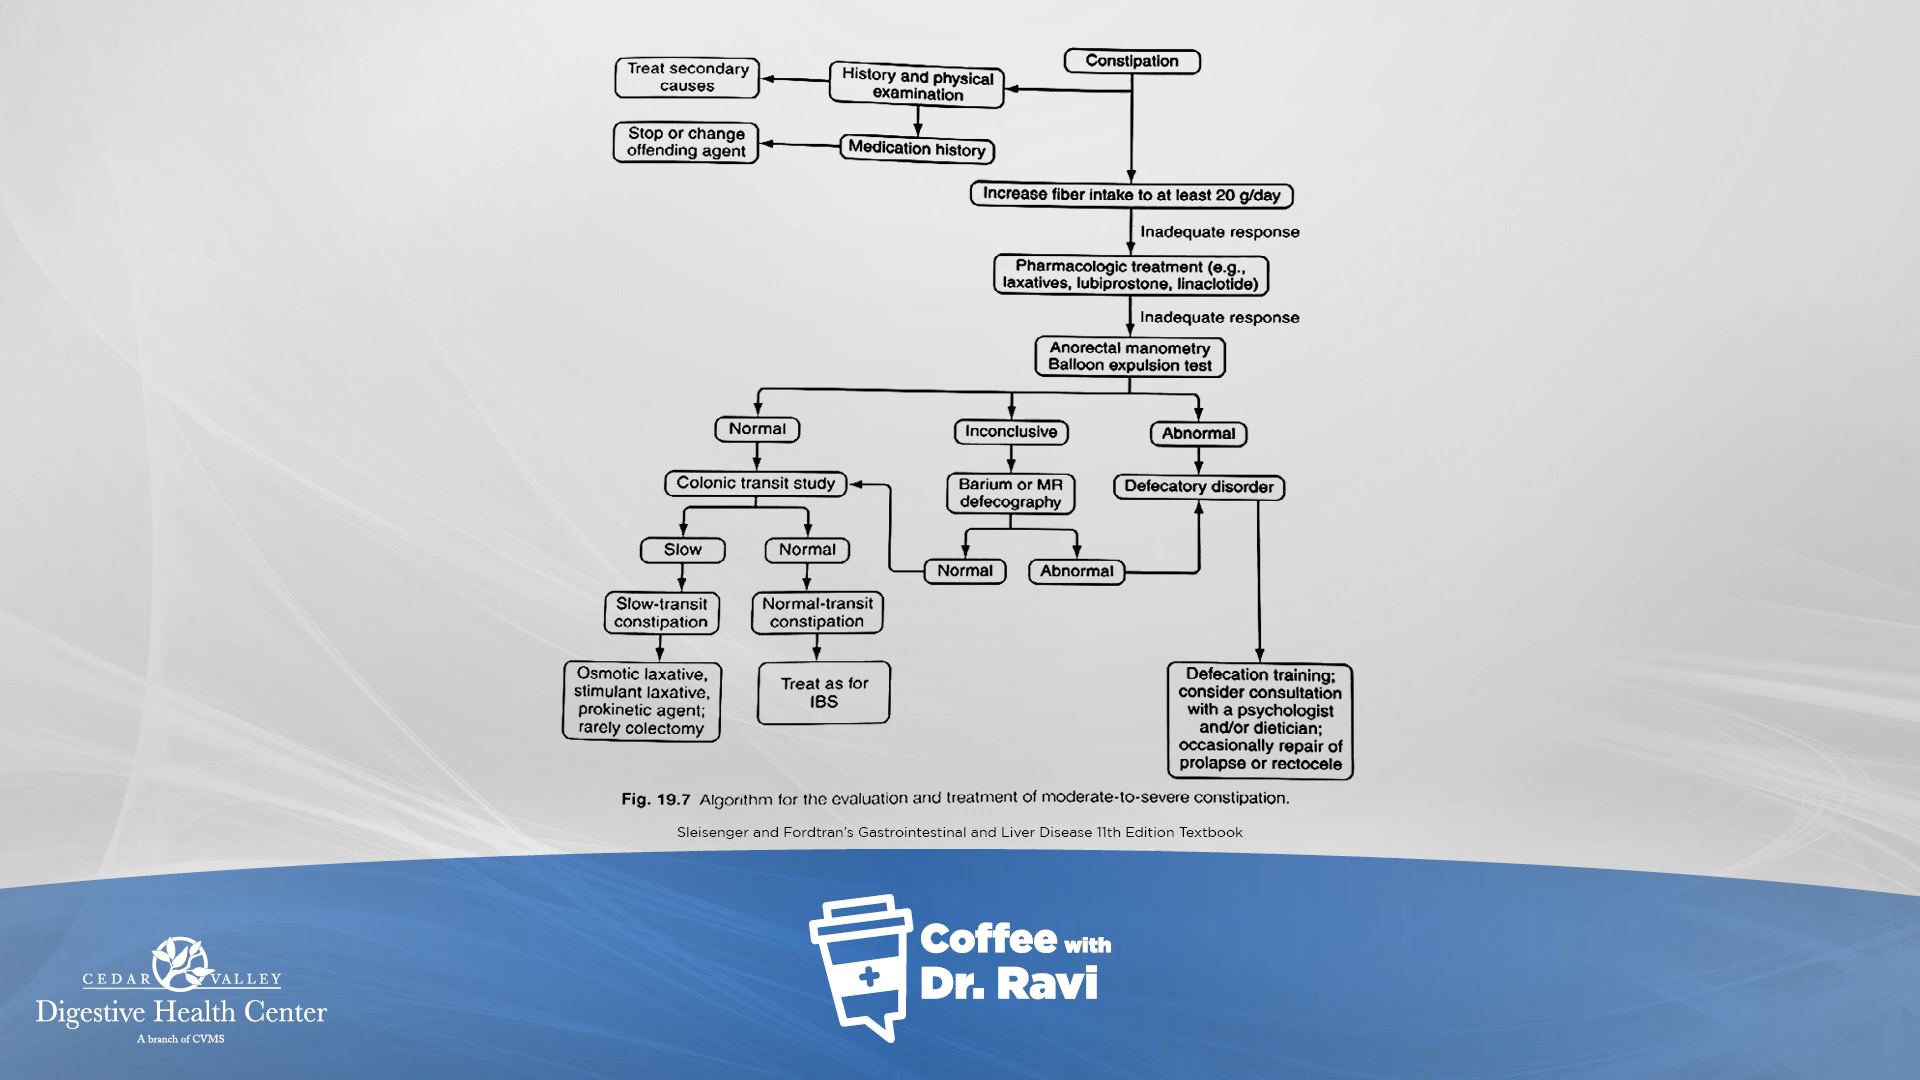 Constipation
Treat secondary
causes
History and physical
examination
Stop or change
offending agent
Medication history
Increase fiber intake to at least 20 g/day
Inadequate response
Pharmacologic treatment (e.g.,
laxatives, lubiprostone, linaclotide)
Inadequate response
Anorectal manometry
Balloon expulsion test
Normal
Inconclusive
Abnormal
Colonic transit study
Barium or MR
defecography
Defecatory disorder
Slow
Normal
Normal
Abnormal
Slow-transit
constipation
Normal-transit
constipation
Osmotic laxative,
stimulant laxative,
prokinetic agent;
rarely colectomy
Treat as for
IBS
Defecation training;
consider consultation
with a psychologist
and/or dietician;
occasionally repair of
prolapse or rectocele
Fig. 19.7 Algorithm for the evaluation and treatment of moderate-to-severe constipation.
Sleisenger and Fordtran's Gastrointestinal and Liver Disease 11th Edition Textbook
Coffee with
Dr. Ravi
CEDAR VALLEY
Digestive Health Center
A branch of CVMS